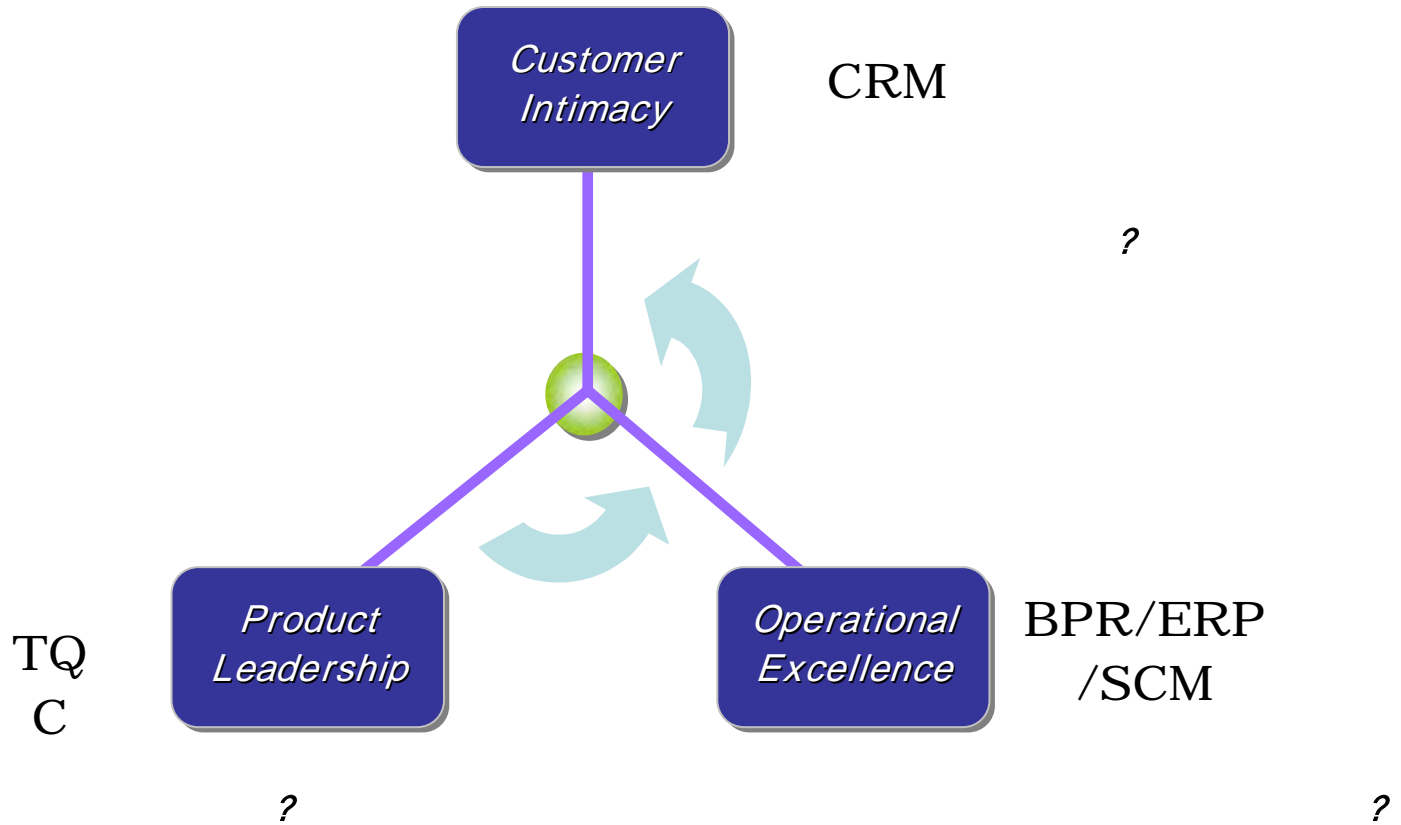 Customer
Intimacy
CRM
?
Product
Leadership
TQ
C
Operational
Excellence
BPR/ERP
/SCM
?
?